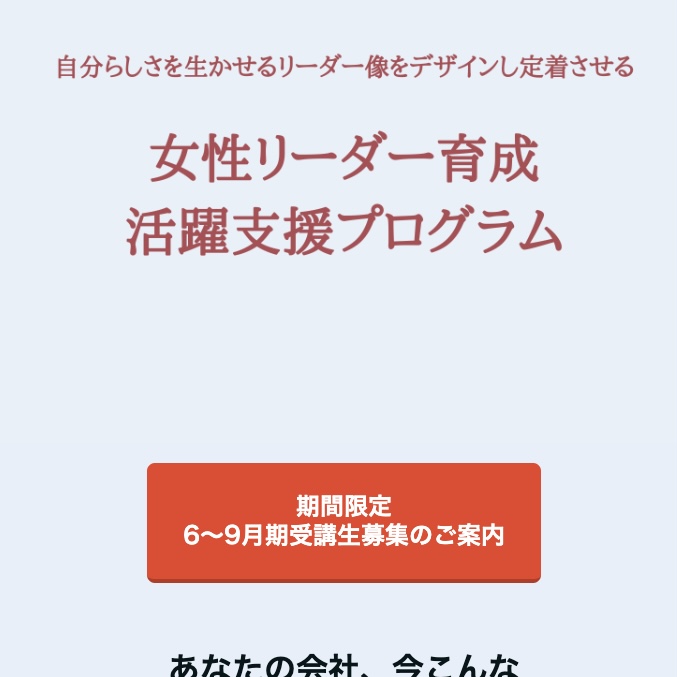 自分らしさを生かせるリーダー像をデザインし定着させる
女性リーダー育成
活躍支援プログラム
期間限定
6〜9月期受講生募集のご案内
あなたの会社、今こんな